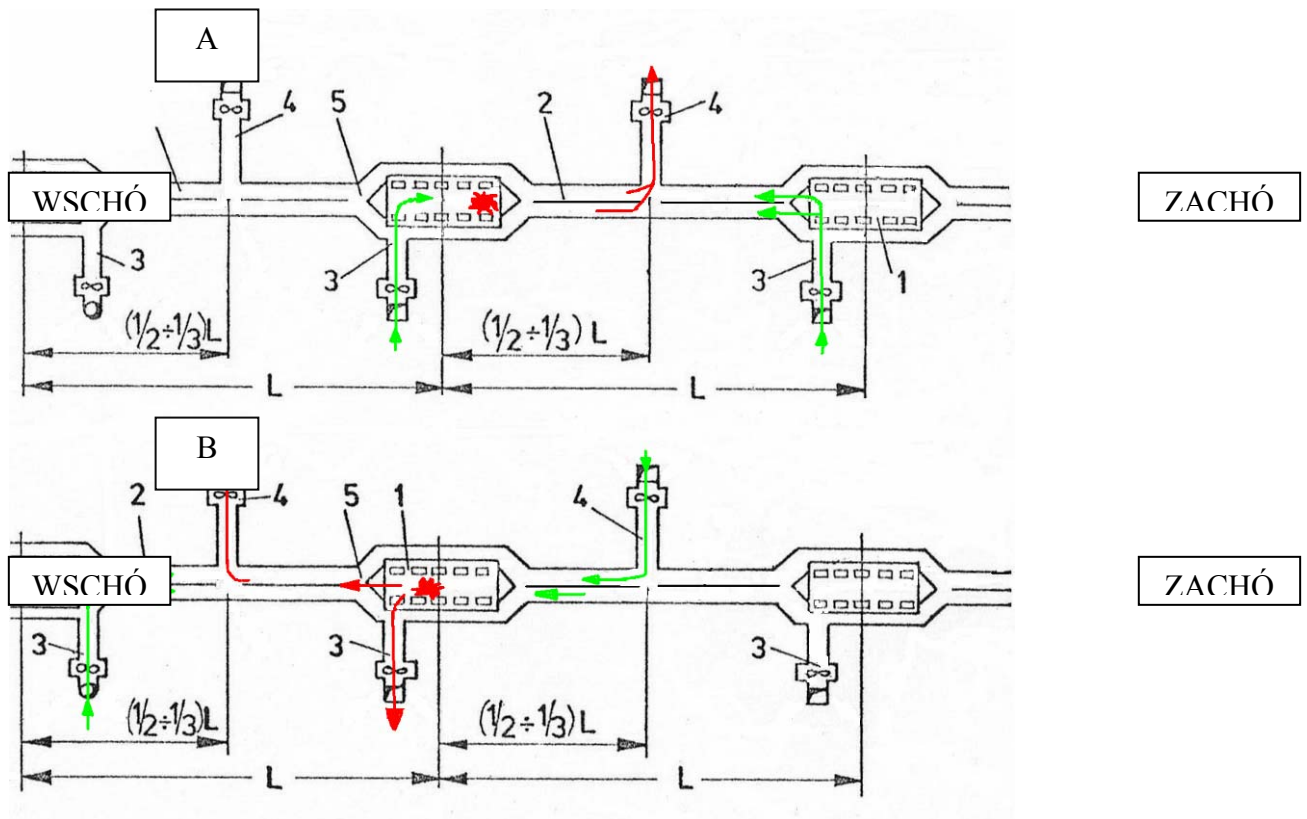 A
4
5
2
4
WSCHÓ
ZACHÓ
3
3
3
1
(1/2÷1/3)L
(1/2÷1/3) L
L
L
B
2
4
5
1
4
WSCHÓ
ZACHÓ
3
3
3
(1/2÷1/3)L
(1/2÷1/3)L
L
L